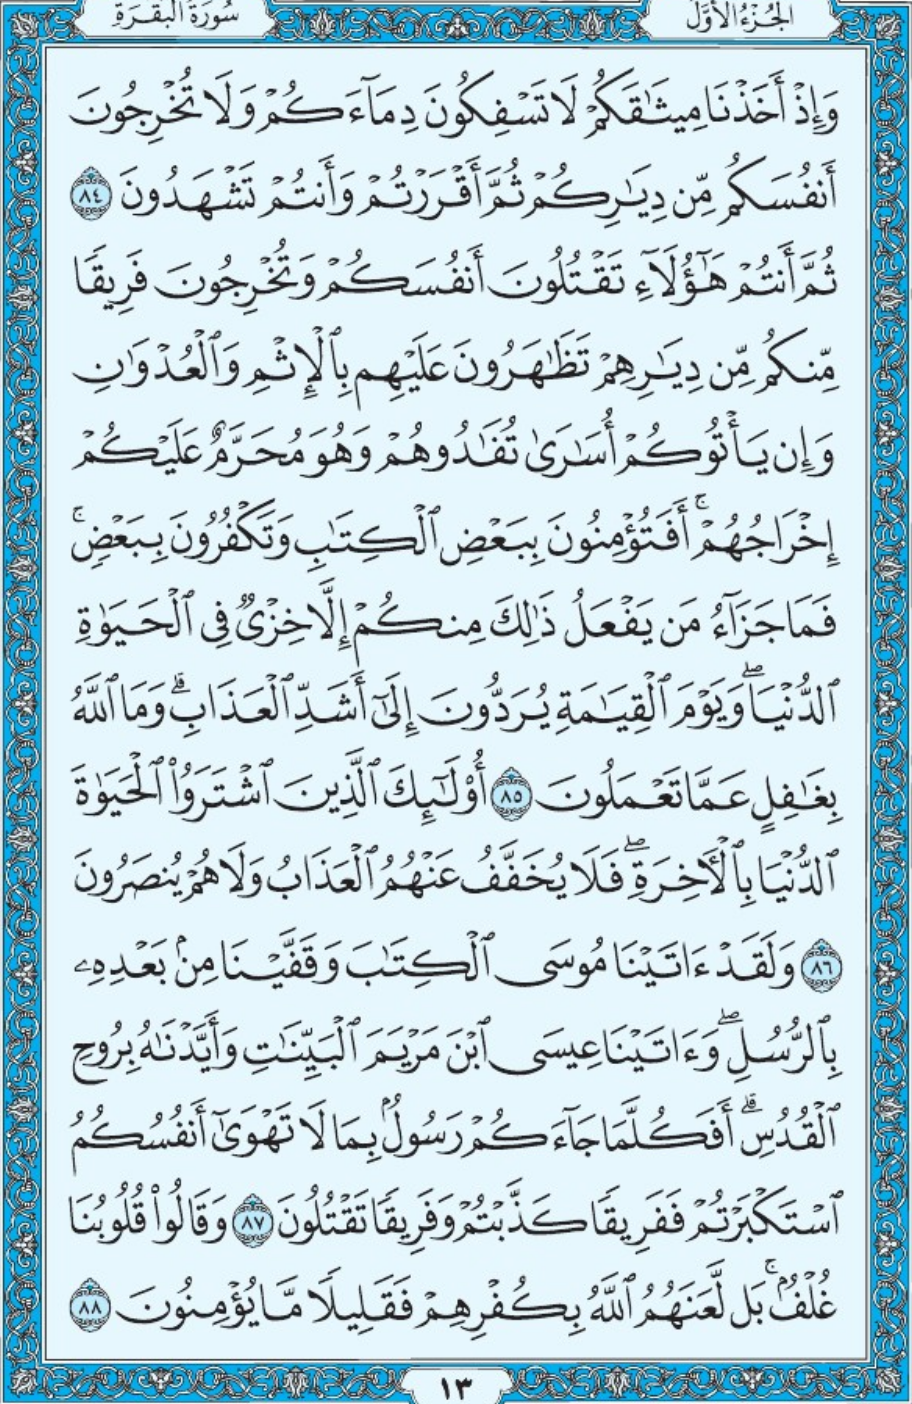 الجُزْءُ الأَوَّلُ
سُورَةُ البَقَرَةِ
وَإِذْ أَخَذْنَا مِيثَٰقَكُمْ لَا تَسْفِكُونَ دِمَآءَكُمْ وَلَا تُخْرِجُونَ
أَنفُسَكُم مِّن دِيَٰرِكُمْ ثُمَّ أَقْرَرْتُمْ وَأَنتُمْ تَشْهَدُونَ ٨٤
ثُمَّ أَنتُمْ هَٰٓؤُلَآءِ تَقْتُلُونَ أَنفُسَكُمْ وَتُخْرِجُونَ فَرِيقًا
مِّنكُم مِّن دِيَٰرِهِمْ تَظَٰهَرُونَ عَلَيْهِم بِٱلْإِثْمِ وَٱلْعُدْوَٰنِ
وَإِن يَأْتُوكُمْ أُسَٰرَىٰ تُفَٰدُوهُمْ وَهُوَ مُحَرَّمٌ عَلَيْكُمْ
إِخْرَاجُهُمْ ۚ أَفَتُؤْمِنُونَ بِبَعْضِ ٱلْكِتَٰبِ وَتَكْفُرُونَ بِبَعْضٍ ۚ
فَمَا جَزَآءُ مَن يَفْعَلُ ذَٰلِكَ مِنكُمْ إِلَّا خِزْىٌ فِى ٱلْحَيَوٰةِ
ٱلدُّنْيَا ۖ وَيَوْمَ ٱلْقِيَٰمَةِ يُرَدُّونَ إِلَىٰٓ أَشَدِّ ٱلْعَذَابِ ۗ وَمَا ٱللَّهُ
بِغَٰفِلٍ عَمَّا تَعْمَلُونَ ٨٥ أُو۟لَٰٓئِكَ ٱلَّذِينَ ٱشْتَرَوُا۟ ٱلْحَيَوٰةَ
ٱلدُّنْيَا بِٱلْأَخِرَةِ ۖ فَلَا يُخَفَّفُ عَنْهُمُ ٱلْعَذَابُ وَلَا هُمْ يُنصَرُونَ
٨٦ وَلَقَدْ ءَاتَيْنَا مُوسَى ٱلْكِتَٰبَ وَقَفَّيْنَا مِنۢ بَعْدِهِۦ
بِٱلرُّسُلِ ۖ وَءَاتَيْنَا عِيسَى ٱبْنَ مَرْيَمَ ٱلْبَيِّنَٰتِ وَأَيَّدْنَٰهُ بِرُوحِ
ٱلْقُدُسِ ۗ أَفَكُلَّمَا جَآءَكُمْ رَسُولٌۢ بِمَا لَا تَهْوَىٰٓ أَنفُسُكُمُ
ٱسْتَكْبَرْتُمْ فَفَرِيقًا كَذَّبْتُمْ وَفَرِيقًا تَقْتُلُونَ ٨٧ وَقَالُوا۟ قُلُوبُنَا
غُلْفٌۢ ۚ بَل لَّعَنَهُمُ ٱللَّهُ بِكُفْرِهِمْ فَقَلِيلًا مَّا يُؤْمِنُونَ ٨٨
١٣